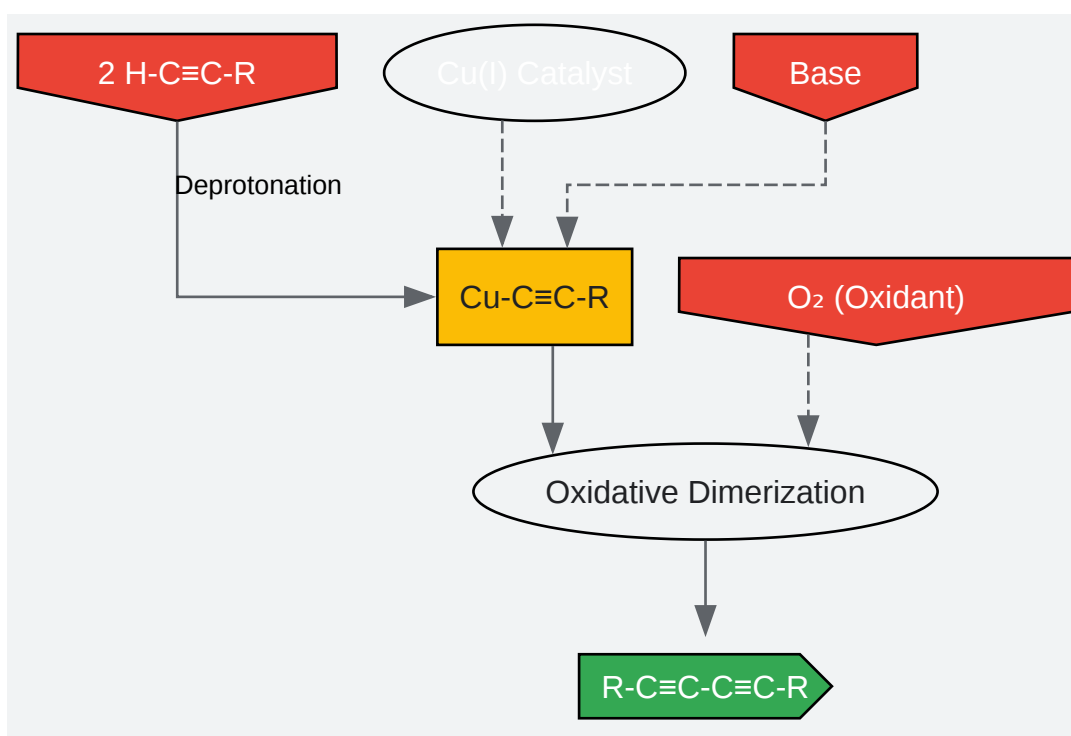 2 H-C≡C-R
Cu(I) Catalyst
Base
Deprotonation
Cu-C≡C-R
O₂ (Oxidant)
Oxidative Dimerization
R-C≡C-C≡C-R